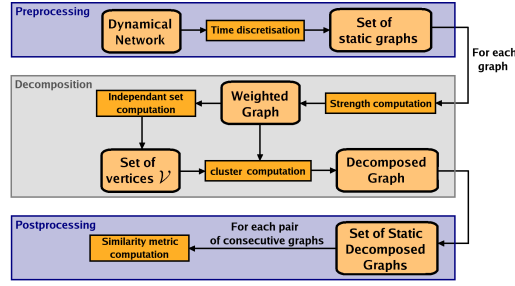 Preprocessing
Dynamical
Network
Time discretisation
Set of
static graphs
For each
graph
Decomposition
Independant set
computation
Weighted
Graph
Strength computation
Set of
vertices 𝒱
cluster computation
Decomposed
Graph
Postprocessing
Similarity metric
computation
For each pair
of consecutive graphs
Set of Static
Decomposed
Graphs